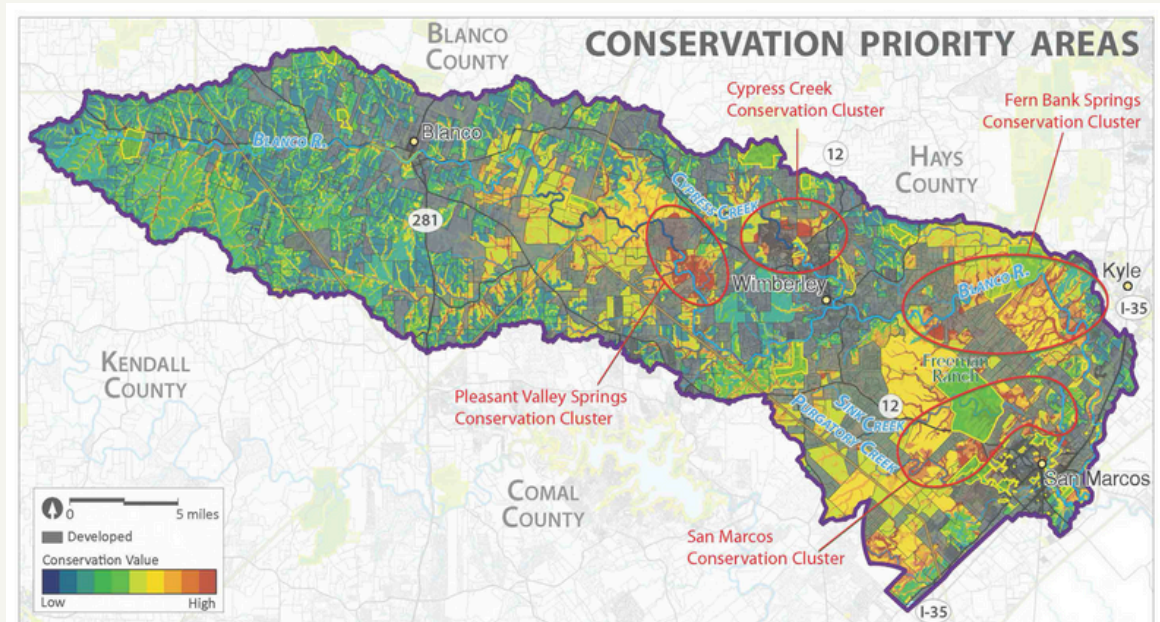 CONSERVATION PRIORITY AREAS
BLANCO
COUNTY
Cypress Creek
Conservation Cluster
Fern Bank Springs
Conservation Cluster
Blanco
BLANCO R.
12
HAYS
COUNTY
CYPRESS CREEK
281
Wimberley
BLANCO R.
Kyle
I-35
KENDALL
COUNTY
Freeman
Ranch
Pleasant Valley Springs
Conservation Cluster
12
SINK CREEK
PURGATORY CREEK
San Marcos
COMAL
COUNTY
San Marcos
Conservation Cluster
0 5 miles
Developed
Conservation Value
Low High
I-35